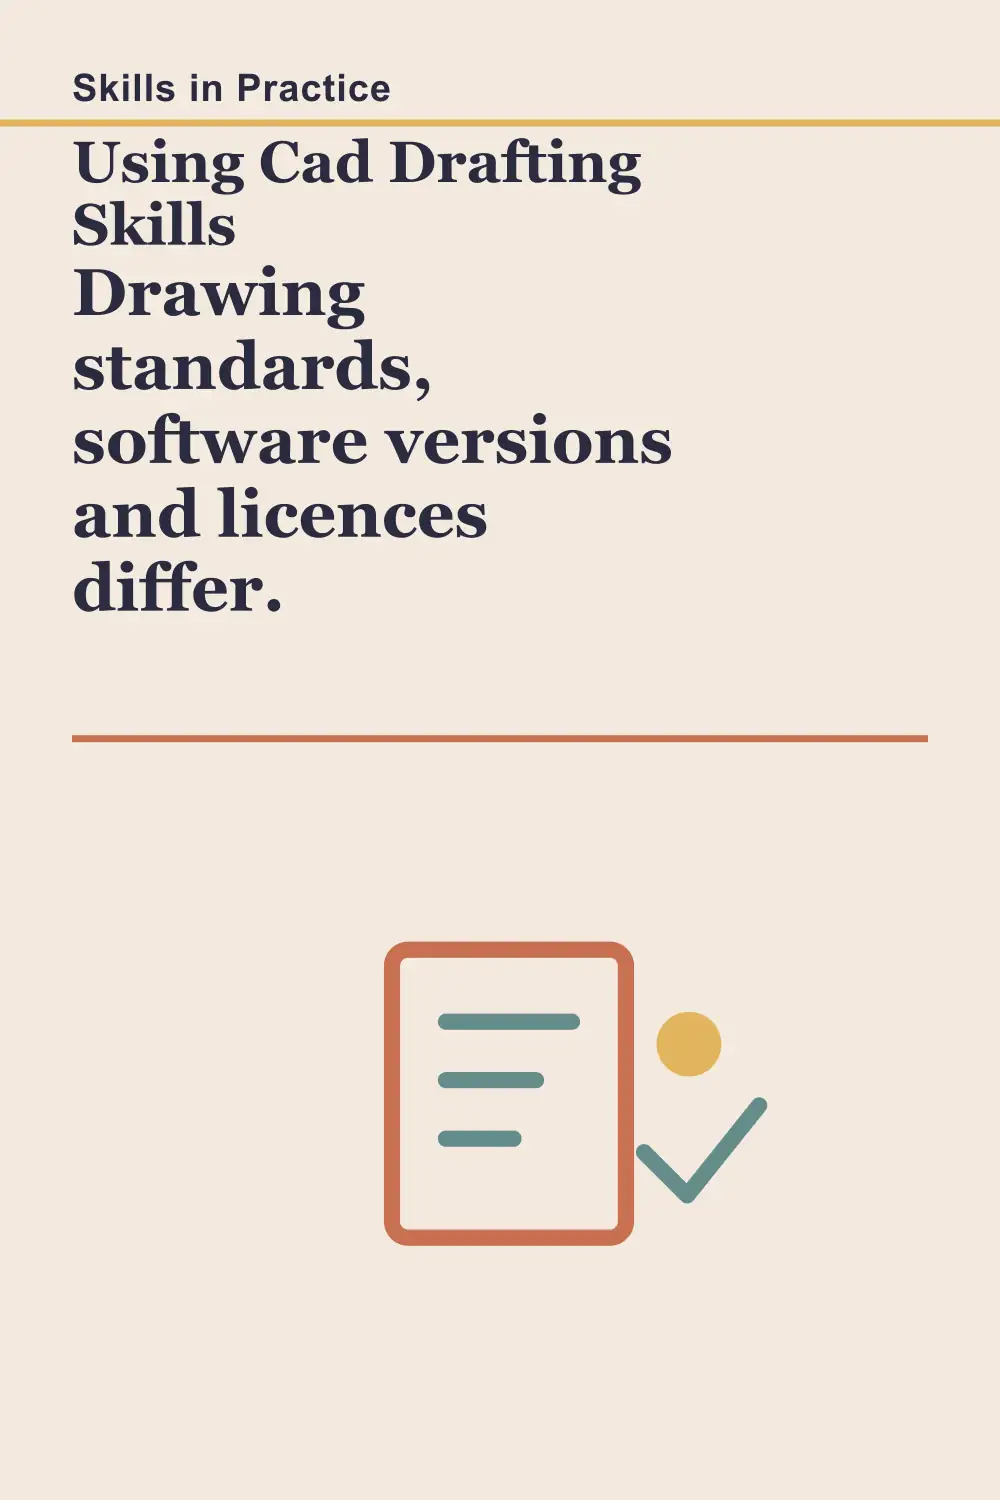 Skills in Practice
Using Cad Drafting
Skills
Drawing
standards,
software versions
and licences
differ.